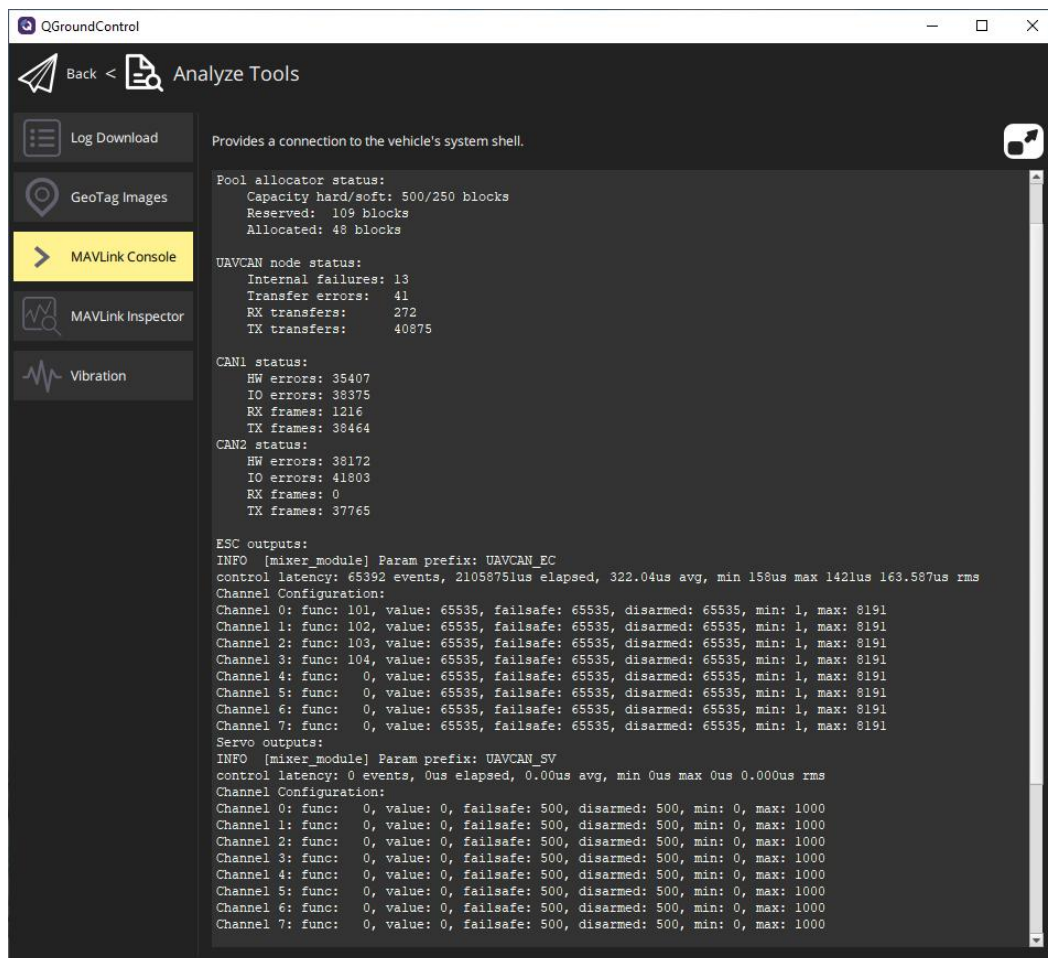 QGroundControl
Back < Analyze Tools
Log Download
GeoTag Images
MAVLink Console
MAVLink Inspector
Vibration
Provides a connection to the vehicle's system shell.
Pool allocator status:
Capacity hard/soft: 500/250 blocks
Reserved:  109 blocks
Allocated: 48 blocks
UAVCAN node status:
Internal failures: 13
Transfer errors:   41
RX transfers:      272
TX transfers:      40875
CAN1 status:
HW errors: 35407
IO errors: 38375
RX frames: 1216
TX frames: 38464
CAN2 status:
HW errors: 38172
IO errors: 41803
RX frames: 0
TX frames: 37765
ESC outputs:
INFO  [mixer_module] Param prefix: UAVCAN_EC
control latency: 65392 events, 21058751us elapsed, 322.04us avg, min 158us max 1421us 163.587us rms
Channel Configuration:
Channel 0: func: 101, value: 65535, failsafe: 65535, disarmed: 65535, min: 1, max: 8191
Channel 1: func: 102, value: 65535, failsafe: 65535, disarmed: 65535, min: 1, max: 8191
Channel 2: func: 103, value: 65535, failsafe: 65535, disarmed: 65535, min: 1, max: 8191
Channel 3: func: 104, value: 65535, failsafe: 65535, disarmed: 65535, min: 1, max: 8191
Channel 4: func:   0, value: 65535, failsafe: 65535, disarmed: 65535, min: 1, max: 8191
Channel 5: func:   0, value: 65535, failsafe: 65535, disarmed: 65535, min: 1, max: 8191
Channel 6: func:   0, value: 65535, failsafe: 65535, disarmed: 65535, min: 1, max: 8191
Channel 7: func:   0, value: 65535, failsafe: 65535, disarmed: 65535, min: 1, max: 8191
Servo outputs:
INFO  [mixer_module] Param prefix: UAVCAN_SV
control latency: 0 events, 0us elapsed, 0.00us avg, min 0us max 0us 0.000us rms
Channel Configuration:
Channel 0: func:   0, value: 0, failsafe: 500, disarmed: 500, min: 0, max: 1000
Channel 1: func:   0, value: 0, failsafe: 500, disarmed: 500, min: 0, max: 1000
Channel 2: func:   0, value: 0, failsafe: 500, disarmed: 500, min: 0, max: 1000
Channel 3: func:   0, value: 0, failsafe: 500, disarmed: 500, min: 0, max: 1000
Channel 4: func:   0, value: 0, failsafe: 500, disarmed: 500, min: 0, max: 1000
Channel 5: func:   0, value: 0, failsafe: 500, disarmed: 500, min: 0, max: 1000
Channel 6: func:   0, value: 0, failsafe: 500, disarmed: 500, min: 0, max: 1000
Channel 7: func:   0, value: 0, failsafe: 500, disarmed: 500, min: 0, max: 1000